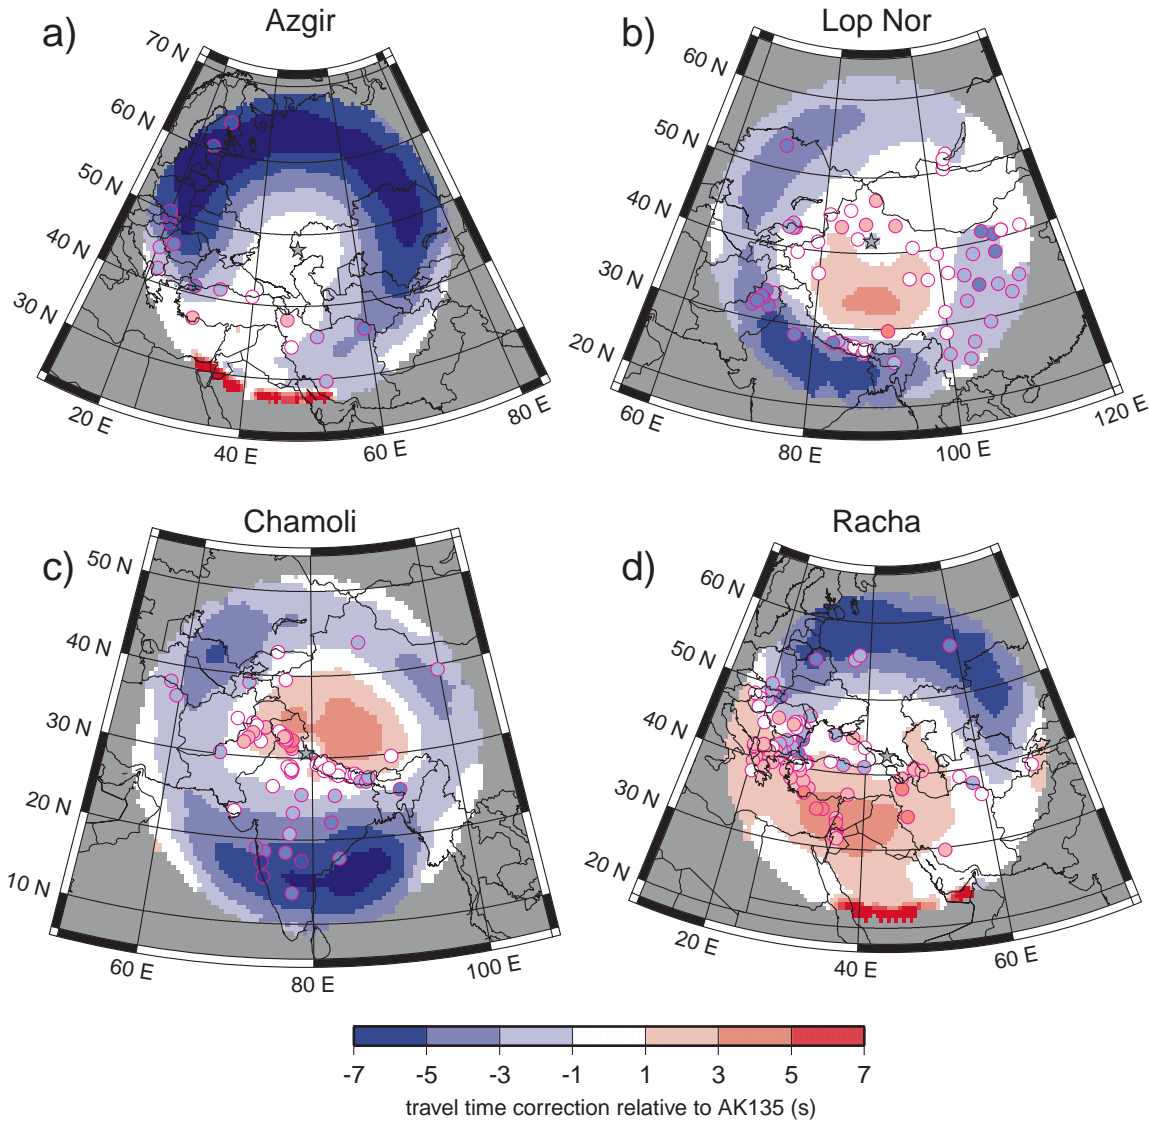 a)
Azgir
70 N
60 N
50 N
40 N
30 N
20 E
40 E
60 E
80 E
b)
Lop Nor
60 N
50 N
40 N
30 N
20 N
60 E
80 E
100 E
120 E
c)
Chamoli
50 N
40 N
30 N
20 N
10 N
60 E
80 E
100 E
d)
Racha
60 N
50 N
40 N
30 N
20 N
20 E
40 E
60 E
-7 -5 -3 -1 1 3 5 7
travel time correction relative to AK135 (s)